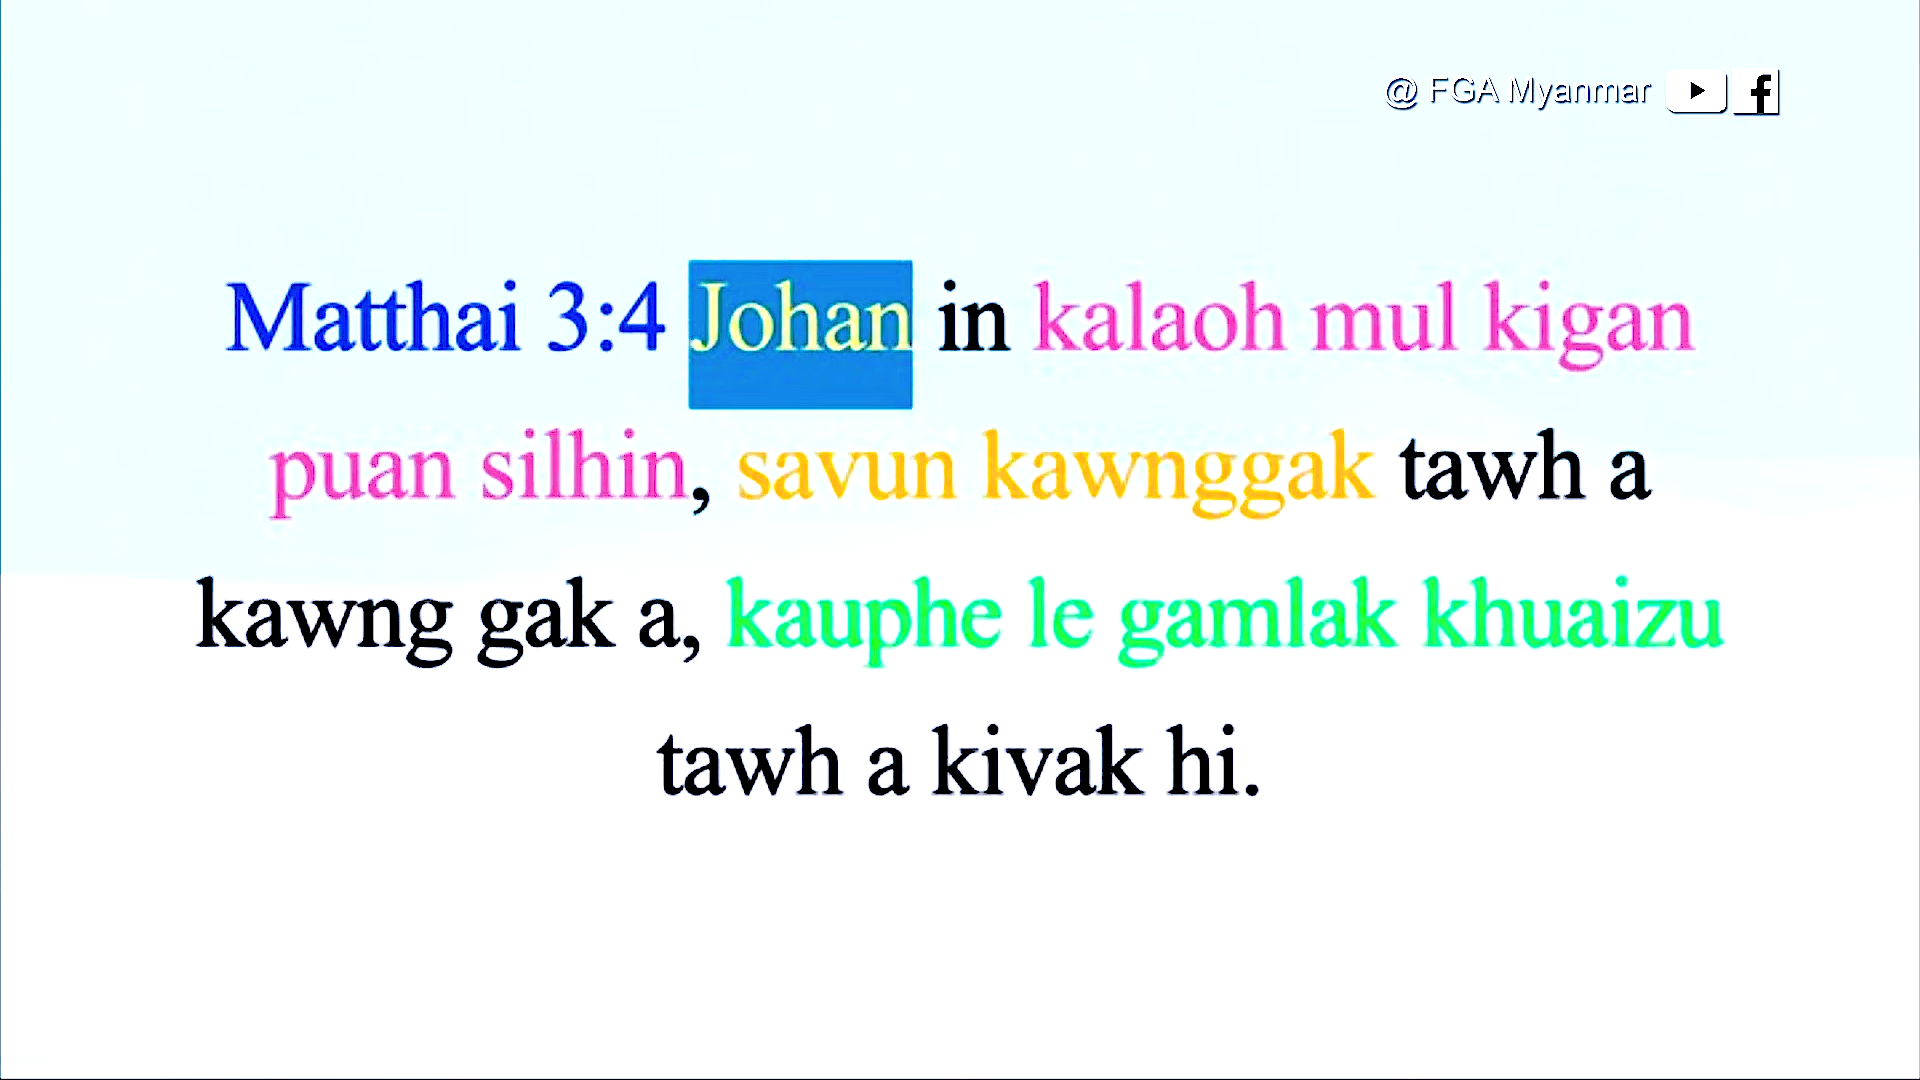 @ FGA Myanmar
Matthai 3:4 Johan in kalaoh mul kigan
puan silhin, savun kawnggak tawh a
kawng gak a, kauphe le gamlak khuaizu
tawh a kivak hi.